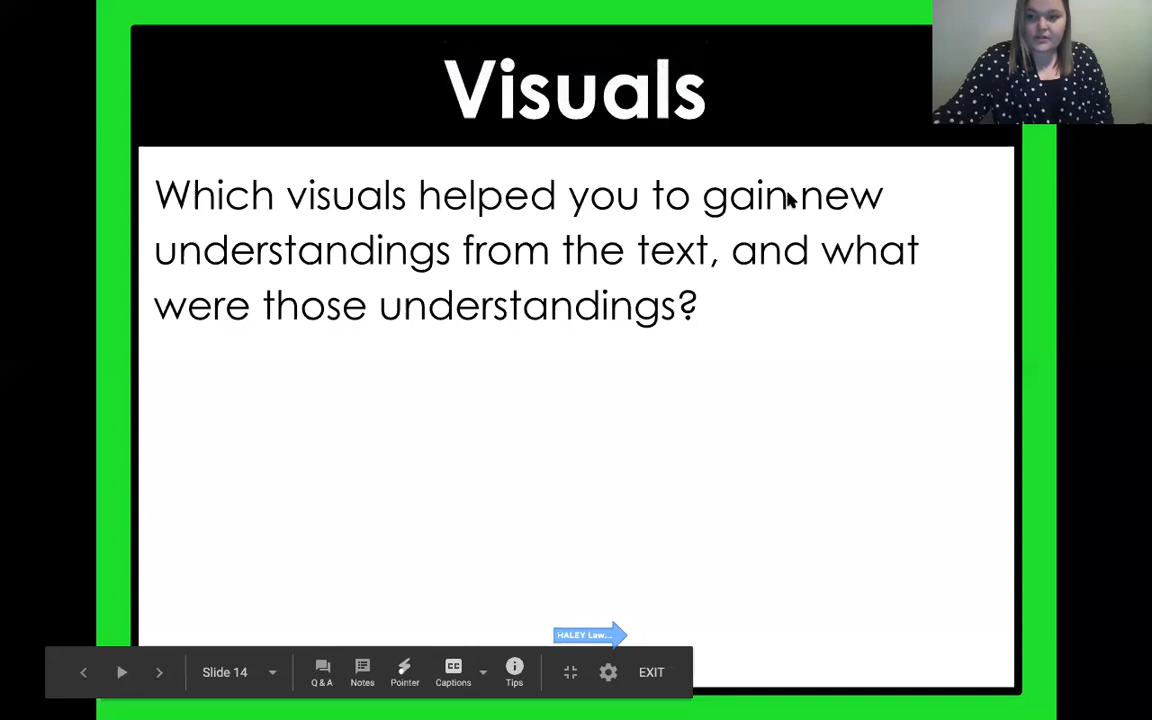 Visuals
Which visuals helped you to gain new
understandings from the text, and what
were those understandings?
HALEY Law...
Slide 14
Q & A
Notes
Pointer
CC
Captions
Tips
EXIT